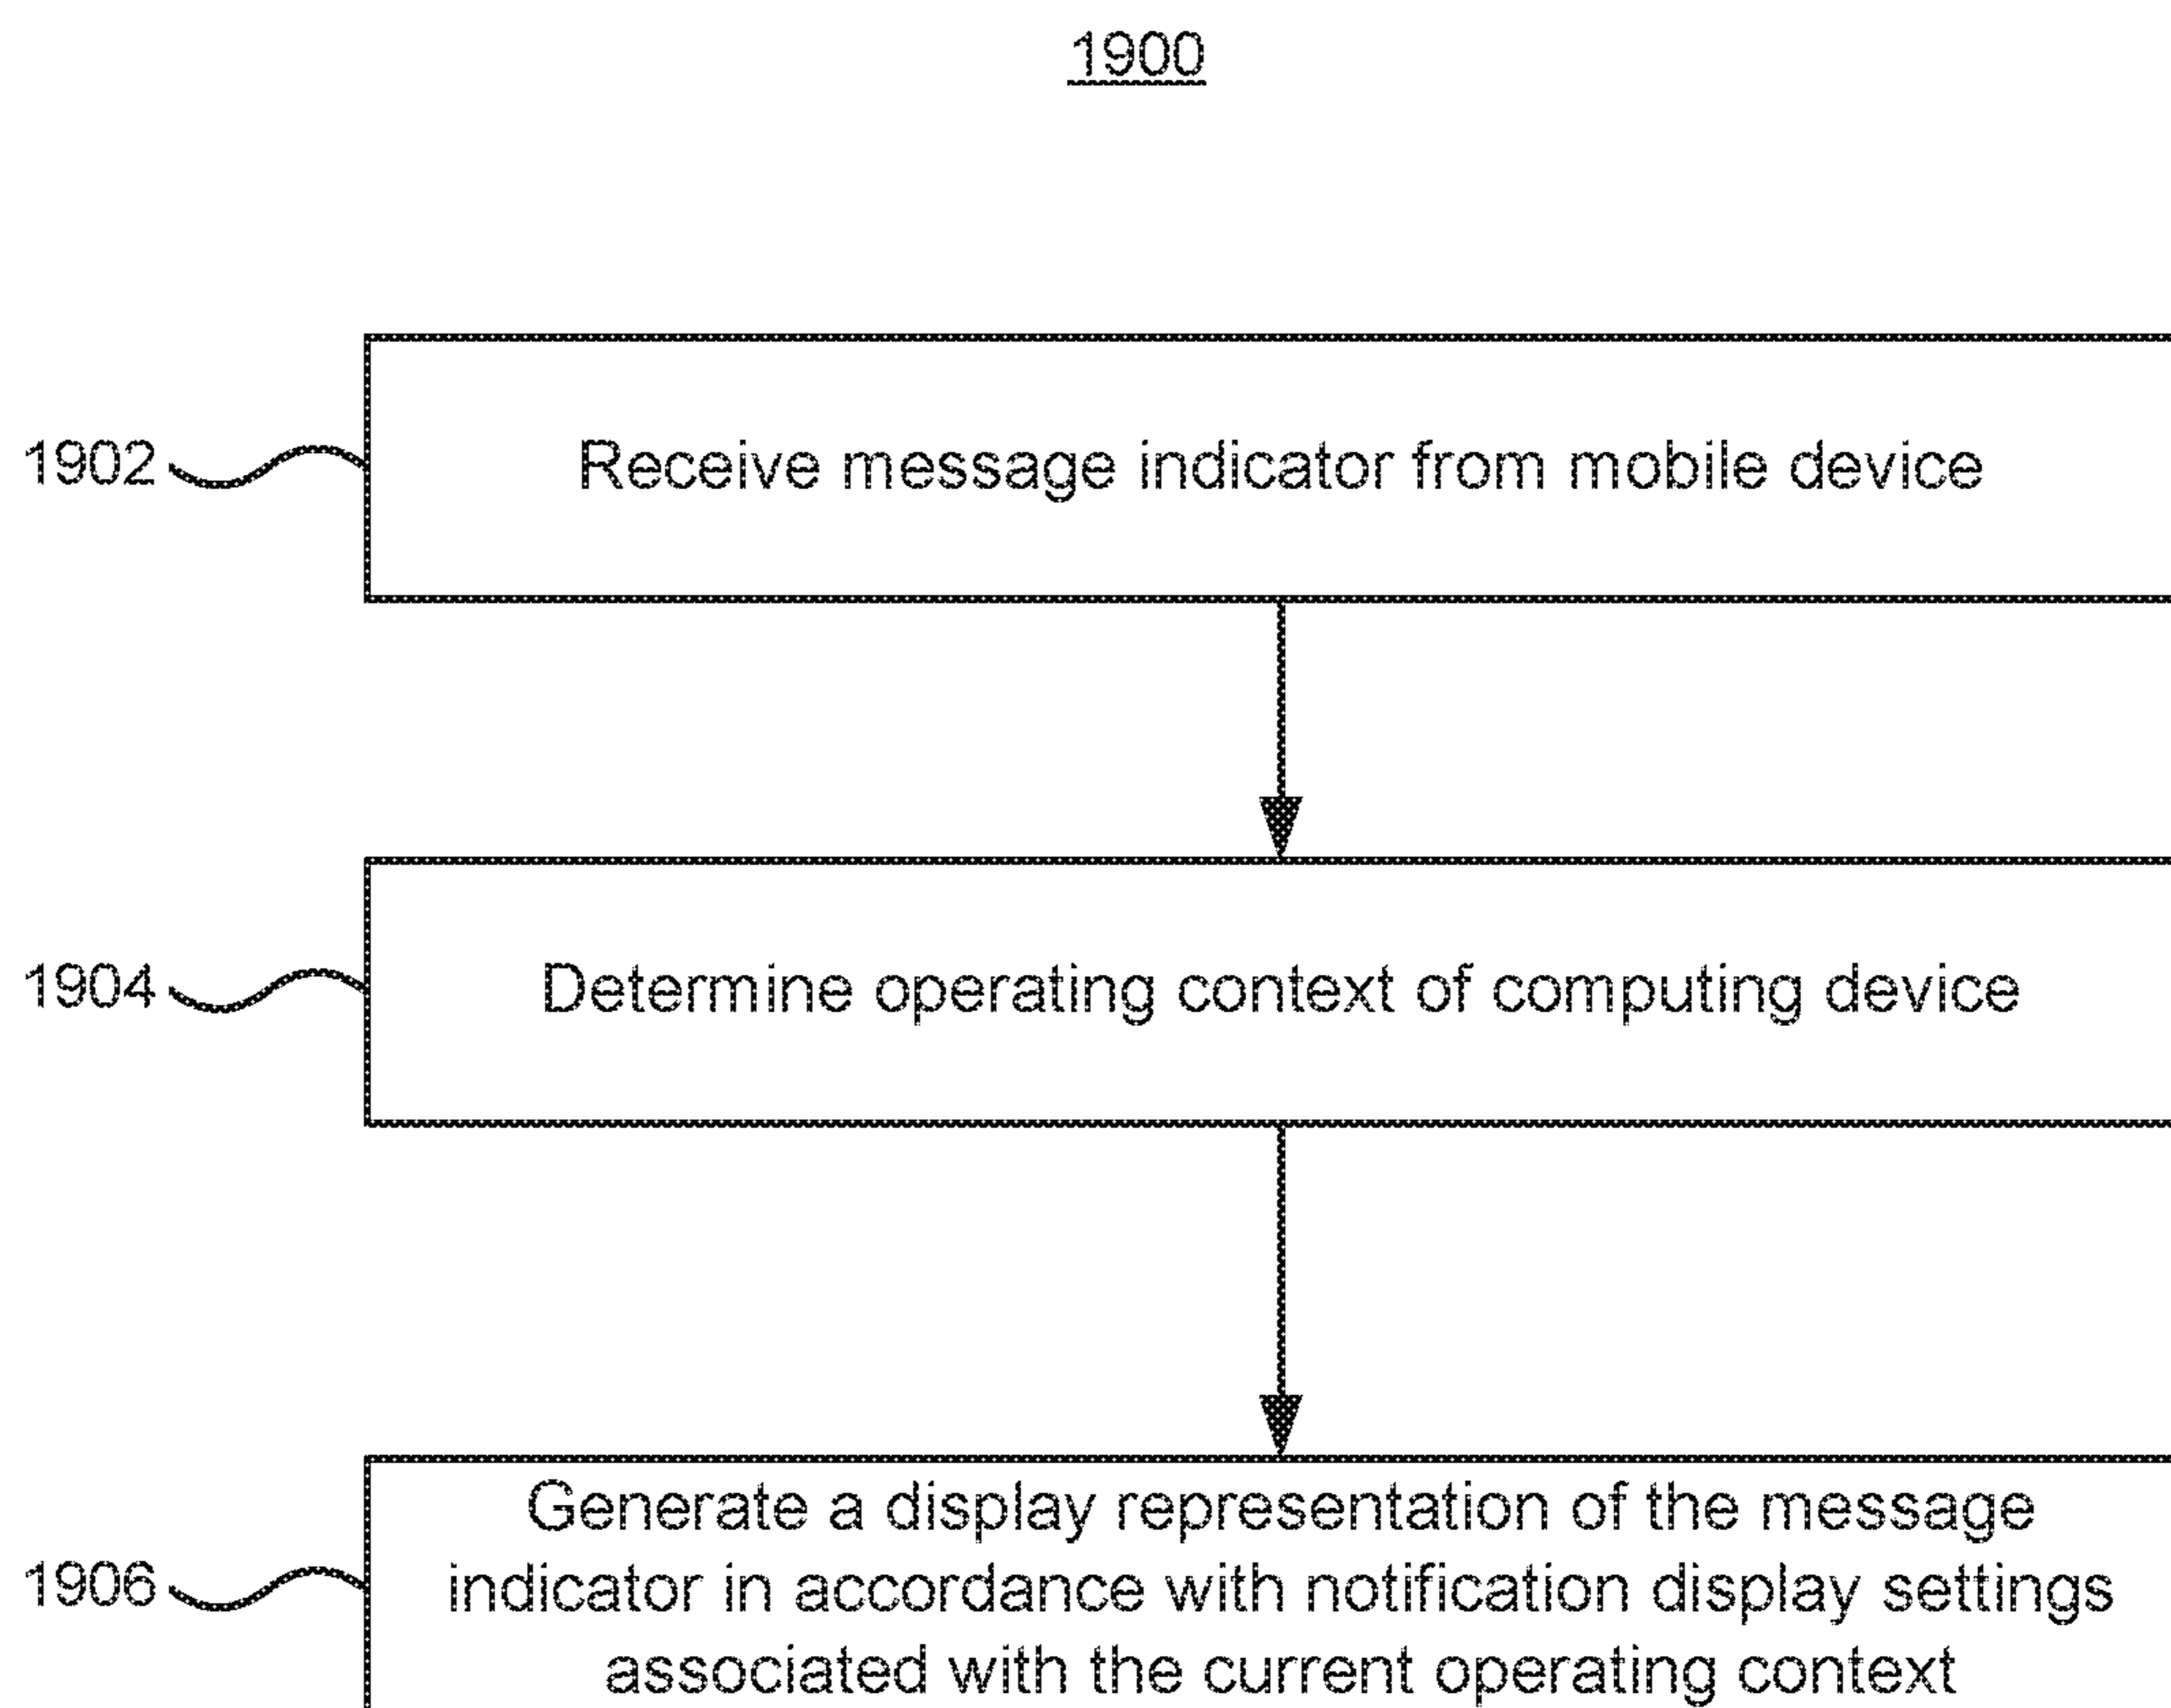 1900
1902
Receive message indicator from mobile device
1904
Determine operating context of computing device
1906
Generate a display representation of the message
indicator in accordance with notification display settings
associated with the current operating context